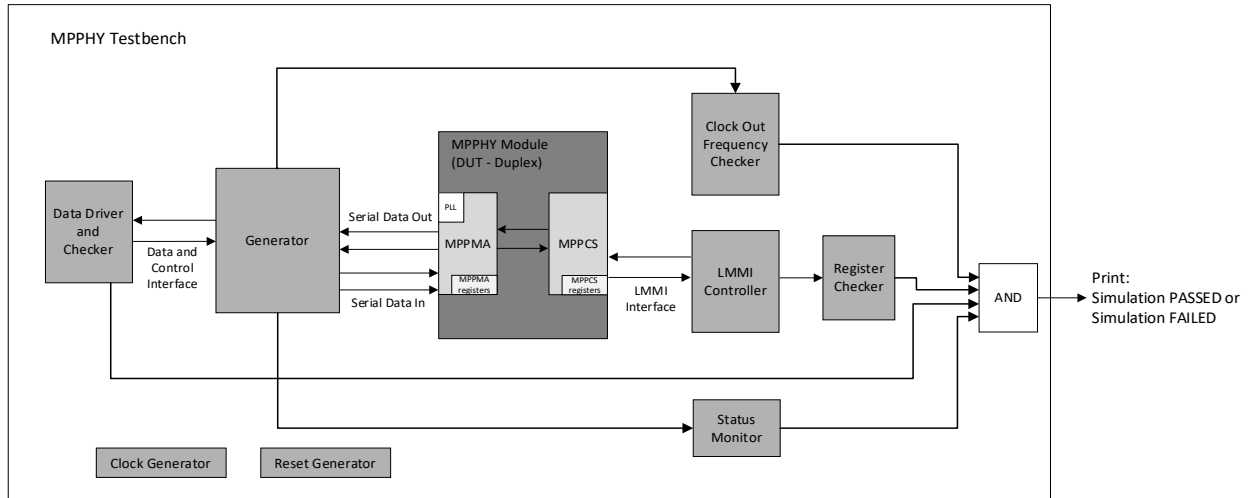 MPPHY Testbench
Clock Out
Frequency
Checker
MPPHY Module
(DUT - Duplex)
Data Driver
and
Checker
Data and
Control
Interface
Generator
Serial Data Out
Serial Data In
PLL
MPPMA
MPPMA
registers
MPPCS
MPPCS
registers
LMMI
Interface
LMMI
Controller
Register
Checker
AND
Print:
Simulation PASSED or
Simulation FAILED
Status
Monitor
Clock Generator
Reset Generator